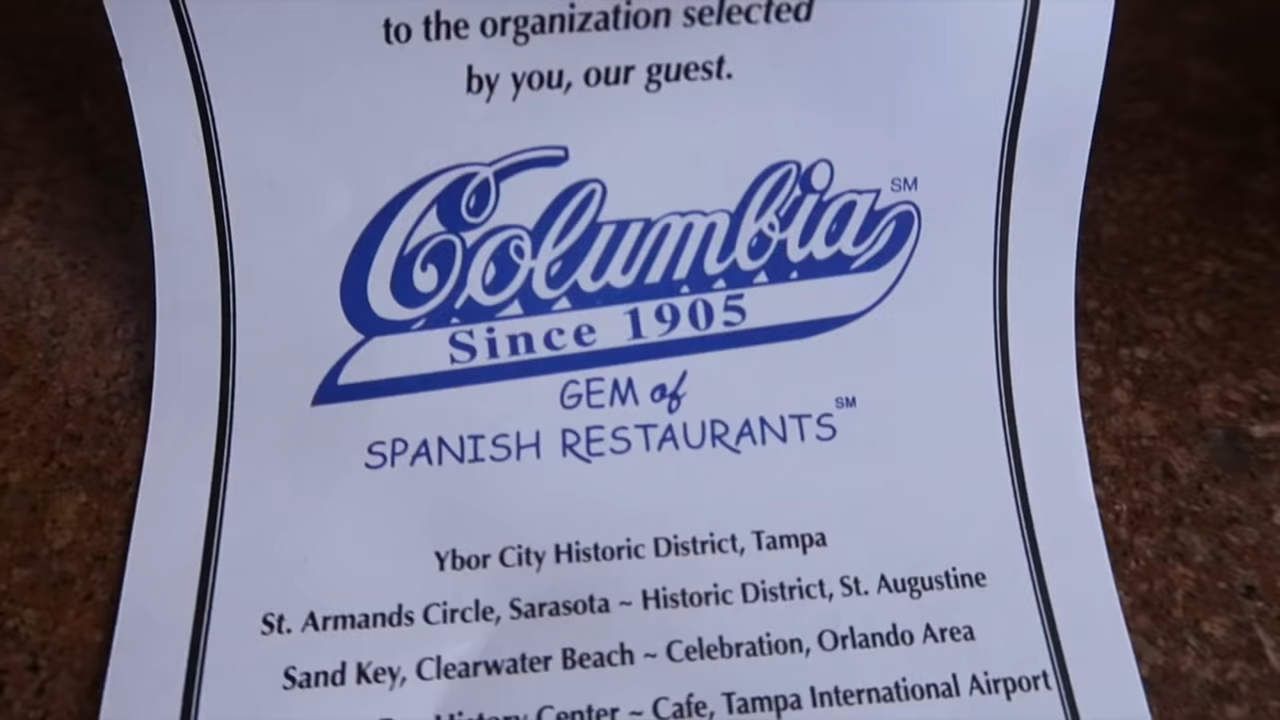 to the organization selected
by you, our guest.
Columbia SM
Since 1905
GEM of
SPANISH RESTAURANTS SM
Ybor City Historic District, Tampa
St. Armands Circle, Sarasota ~ Historic District, St. Augustine
Sand Key, Clearwater Beach ~ Celebration, Orlando Area
History Center ~ Cafe, Tampa International Airport